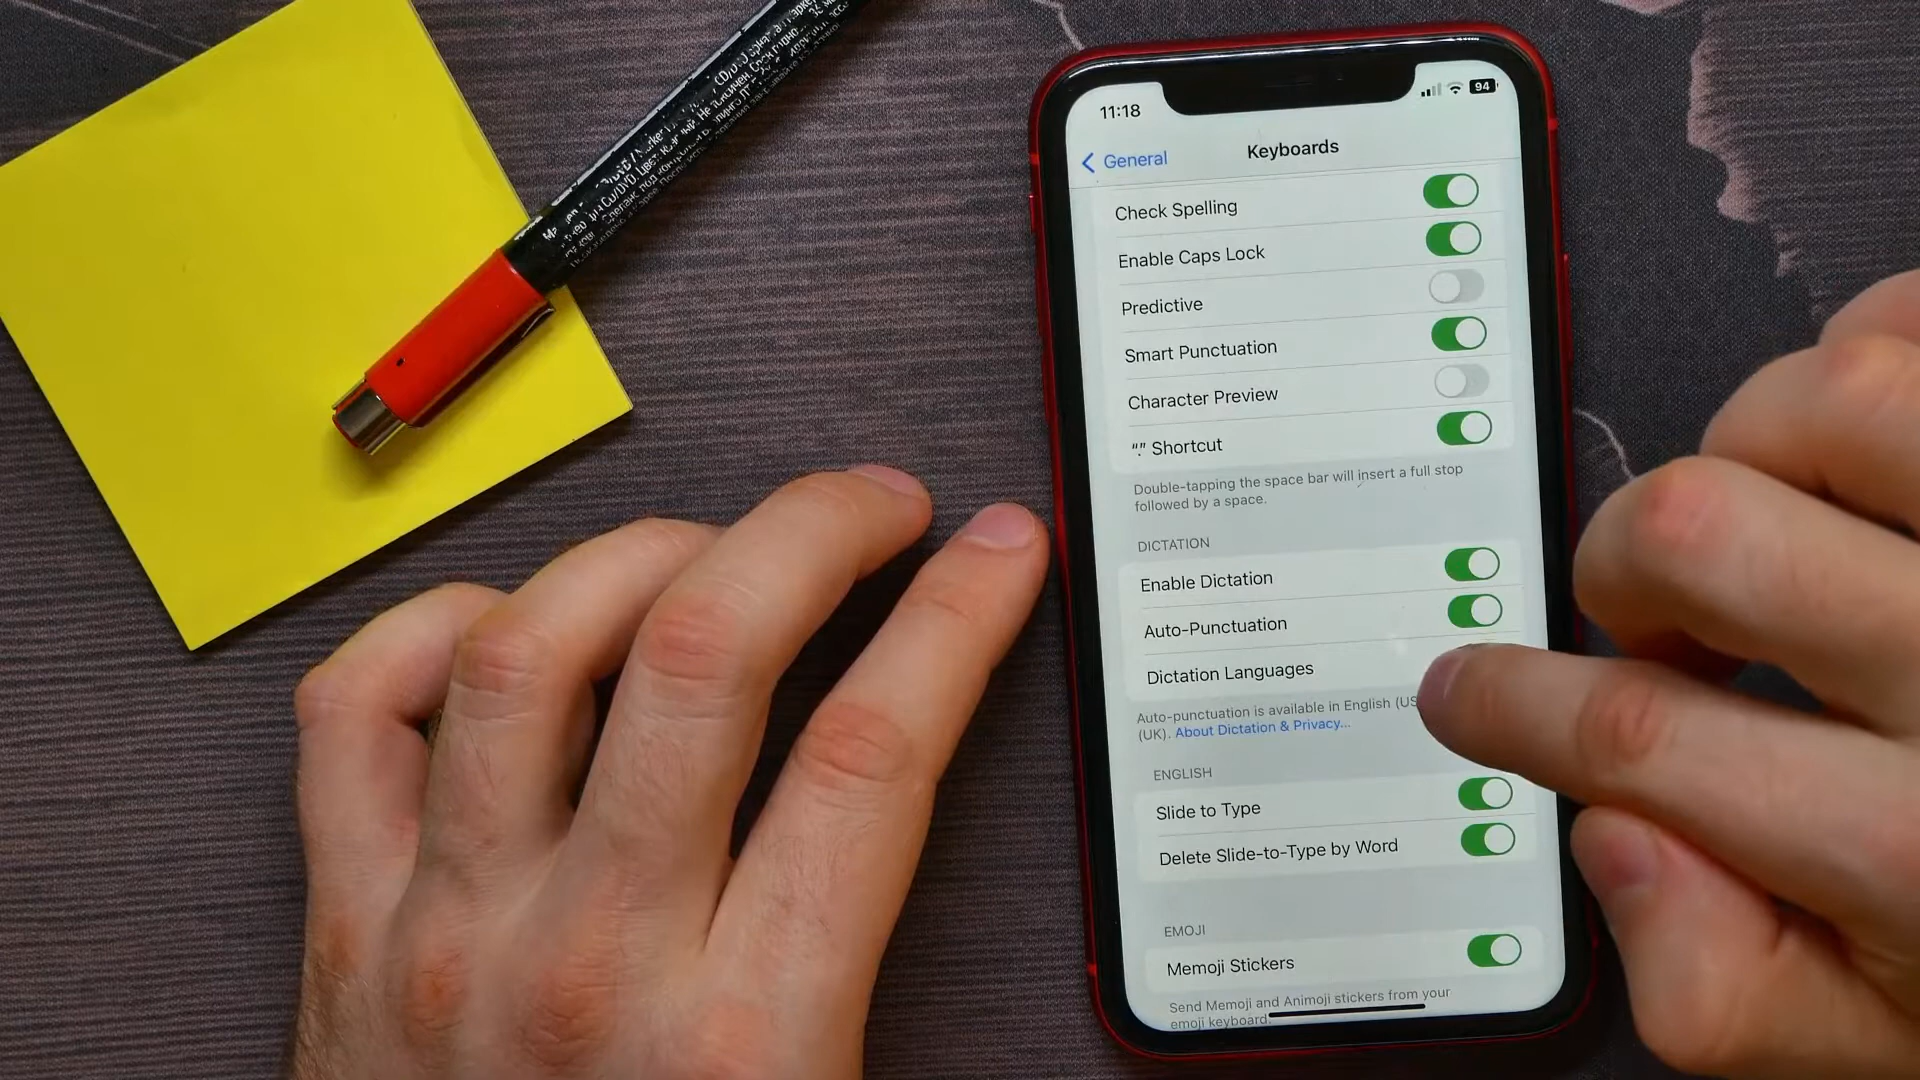 11:18
94
General
Keyboards
Check Spelling
Enable Caps Lock
Predictive
Smart Punctuation
Character Preview
“.” Shortcut
Double-tapping the space bar will insert a full stop
followed by a space.
DICTATION
Enable Dictation
Auto-Punctuation
Dictation Languages
Auto-punctuation is available in English (US
(UK). About Dictation & Privacy...
ENGLISH
Slide to Type
Delete Slide-to-Type by Word
EMOJI
Memoji Stickers
Send Memoji and Animoji stickers from your
emoji keyboard.